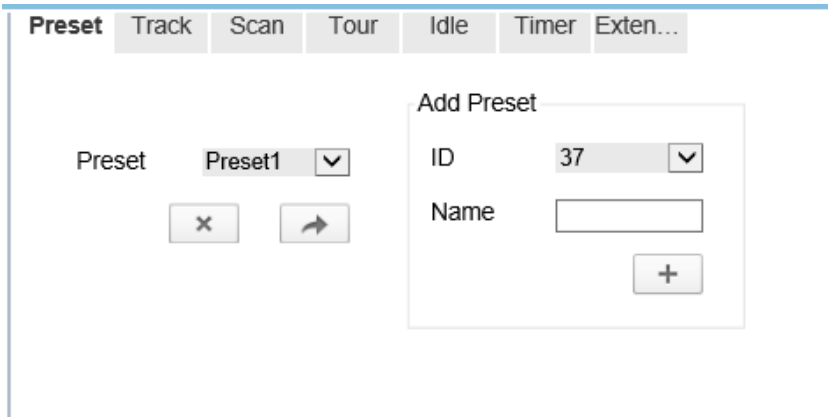 Preset Track Scan Tour Idle Timer Exten...
Add Preset
Preset Preset1
ID 37
Name